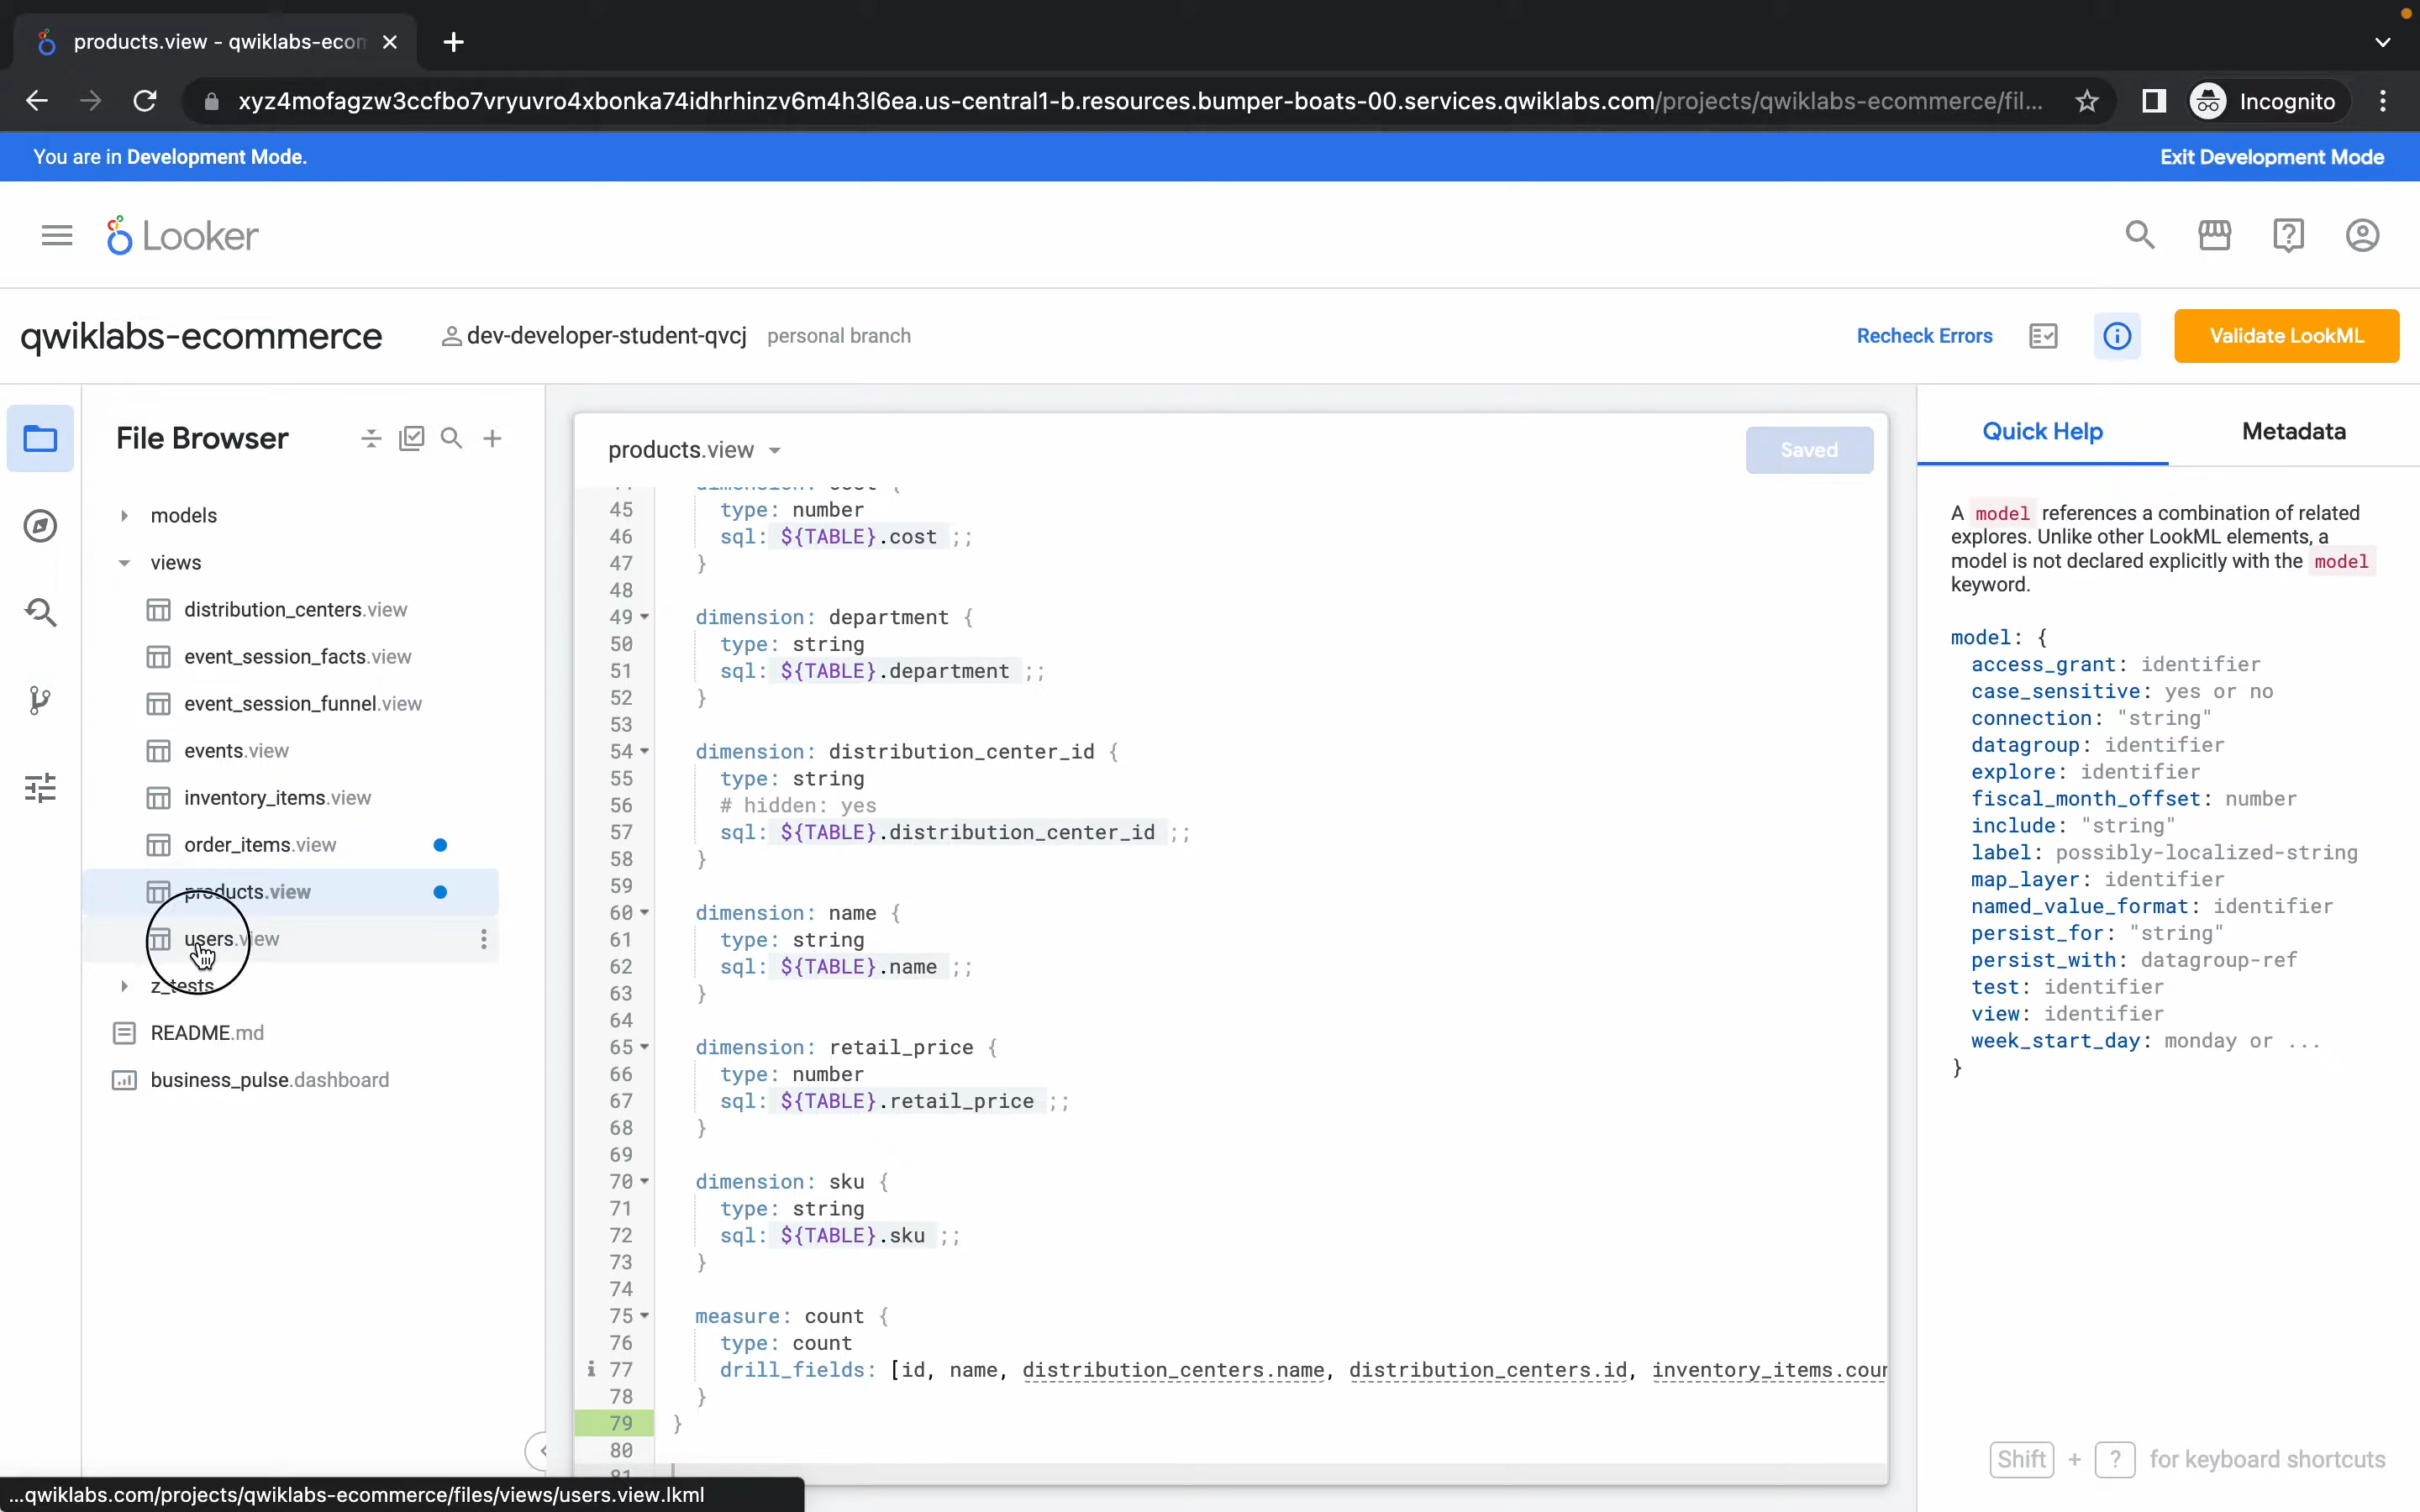 products.view - qwiklabs-ecom
xyz4mofagzw3ccfbo7vryuvro4xbonka74idhrhinzv6m4h3l6ea.us-central1-b.resources.bumper-boats-00.services.qwiklabs.com/projects/qwiklabs-ecommerce/fil...
Incognito
You are in Development Mode.
Exit Development Mode
Looker
qwiklabs-ecommerce
dev-developer-student-qvcj personal branch
Recheck Errors
Validate LookML
File Browser
models
views
distribution_centers.view
event_session_facts.view
event_session_funnel.view
events.view
inventory_items.view
order_items.view
products.view
users.view
z_tests
README.md
business_pulse.dashboard
products.view
Saved
dimension: cost {
45 type: number
46 sql: ${TABLE}.cost ;;
47 }
48
49 dimension: department {
50 type: string
51 sql: ${TABLE}.department ;;
52 }
53
54 dimension: distribution_center_id {
55 type: string
56 # hidden: yes
57 sql: ${TABLE}.distribution_center_id ;;
58 }
59
60 dimension: name {
61 type: string
62 sql: ${TABLE}.name ;;
63 }
64
65 dimension: retail_price {
66 type: number
67 sql: ${TABLE}.retail_price ;;
68 }
69
70 dimension: sku {
71 type: string
72 sql: ${TABLE}.sku ;;
73 }
74
75 measure: count {
76 type: count
i 77 drill_fields: [id, name, distribution_centers.name, distribution_centers.id, inventory_items.coun
78 }
79 }
80
81
Quick Help
Metadata
A model references a combination of related
explores. Unlike other LookML elements, a
model is not declared explicitly with the model
keyword.
model: {
access_grant: identifier
case_sensitive: yes or no
connection: "string"
datagroup: identifier
explore: identifier
fiscal_month_offset: number
include: "string"
label: possibly-localized-string
map_layer: identifier
named_value_format: identifier
persist_for: "string"
persist_with: datagroup-ref
test: identifier
view: identifier
week_start_day: monday or ...
}
Shift + ? for keyboard shortcuts
...qwiklabs.com/projects/qwiklabs-ecommerce/files/views/users.view.lkml